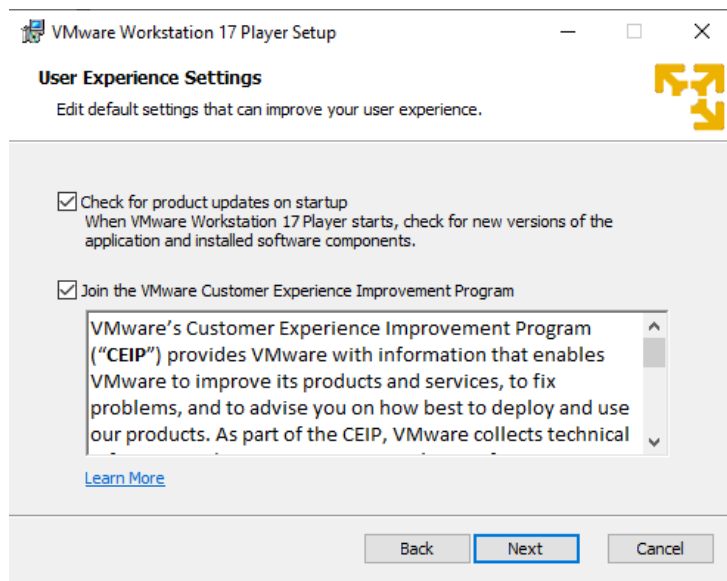 VMware Workstation 17 Player Setup
User Experience Settings
Edit default settings that can improve your user experience.
Check for product updates on startup
When VMware Workstation 17 Player starts, check for new versions of the
application and installed software components.
Join the VMware Customer Experience Improvement Program
VMware’s Customer Experience Improvement Program
(“CEIP”) provides VMware with information that enables
VMware to improve its products and services, to fix
problems, and to advise you on how best to deploy and use
our products. As part of the CEIP, VMware collects technical
Learn More
Back
Next
Cancel